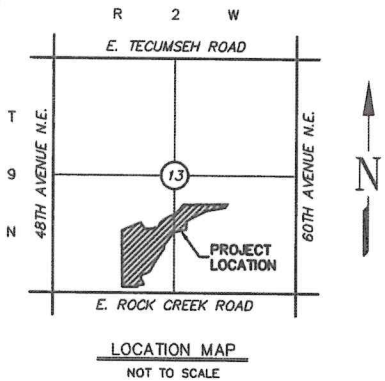 R 2 W
E. TECUMSEH ROAD
T
9
N
48TH AVENUE N.E.
13
60TH AVENUE N.E.
N
PROJECT
LOCATION
E. ROCK CREEK ROAD
LOCATION MAP
NOT TO SCALE